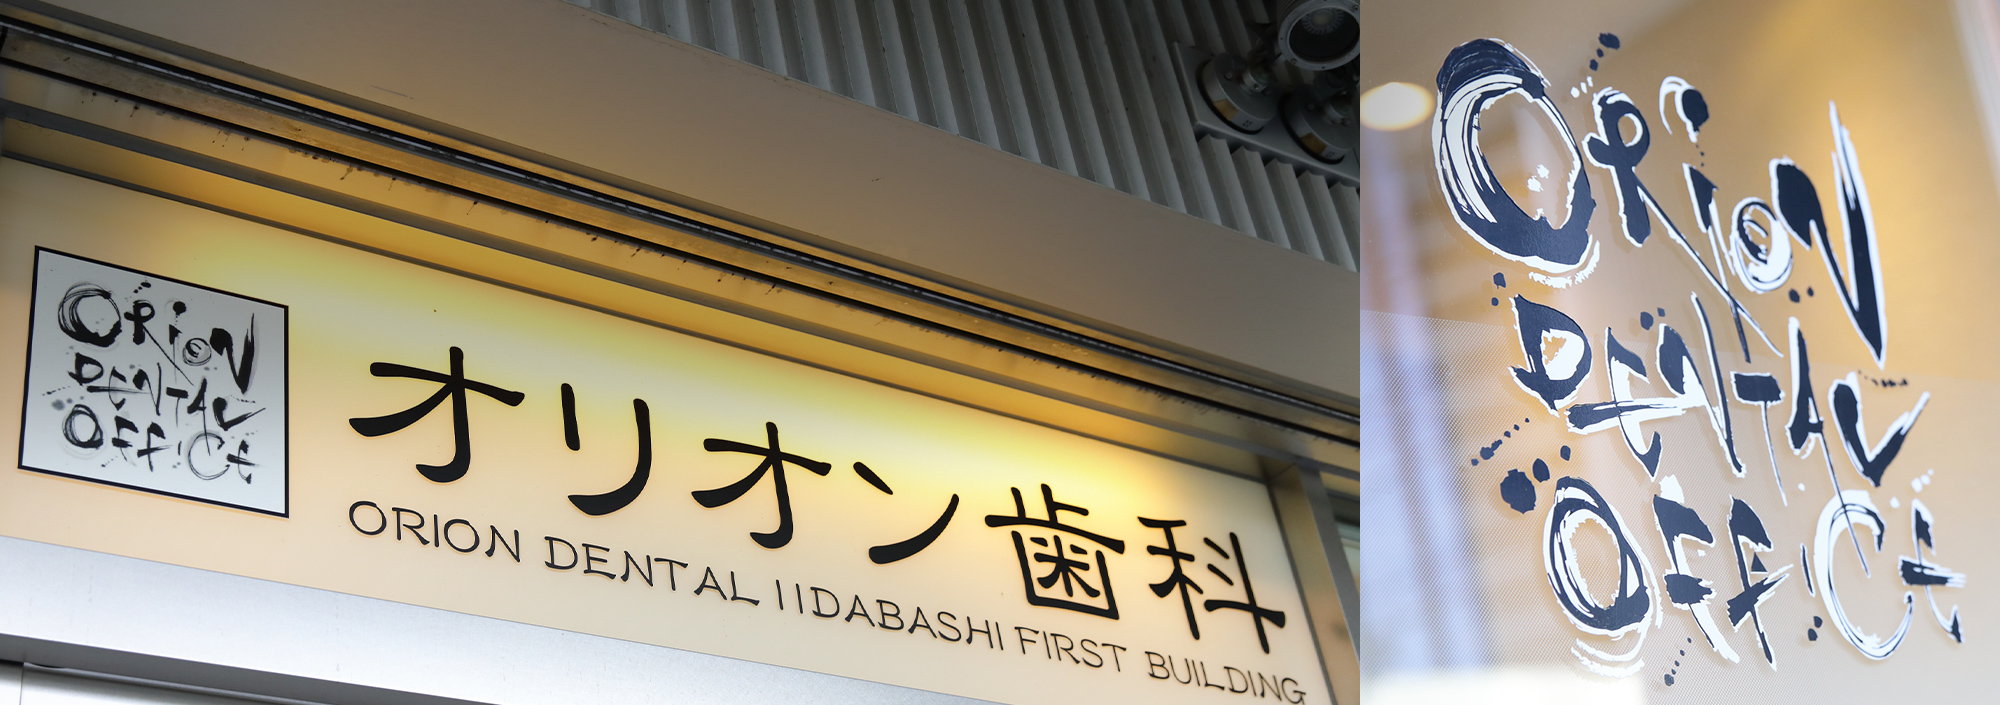 ORION
DENTAL
OFFICE
オリオン歯科
ORION DENTAL IIDABASHI FIRST BUILDING
ORION
DENTAL
OFFICE